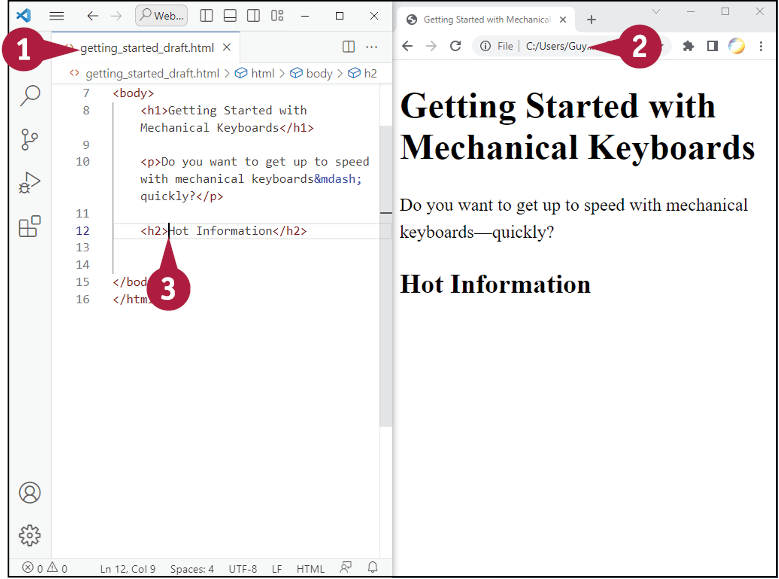 Web...
Getting Started with Mechanical
1
getting_started_draft.html
File
C:/Users/Guy...
2
getting_started_draft.html > html > body > h2
7 <body>
8 <h1>Getting Started with
Mechanical Keyboards</h1>
9
10 <p>Do you want to get up to speed
with mechanical keyboards&mdash;
quickly?</p>
11
12 <h2>Hot Information</h2>
13
14
15 </bod
16 </htm
3
Ln 12, Col 9 Spaces: 4 UTF-8 LF HTML
0 0
Getting Started with
Mechanical Keyboards
Do you want to get up to speed with mechanical
keyboards—quickly?
Hot Information